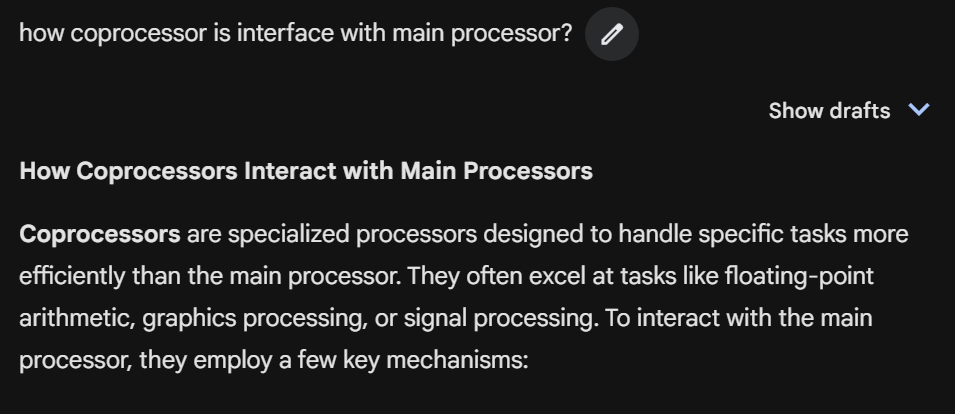 how coprocessor is interface with main processor?
Show drafts
How Coprocessors Interact with Main Processors
Coprocessors are specialized processors designed to handle specific tasks more
efficiently than the main processor. They often excel at tasks like floating-point
arithmetic, graphics processing, or signal processing. To interact with the main
processor, they employ a few key mechanisms: